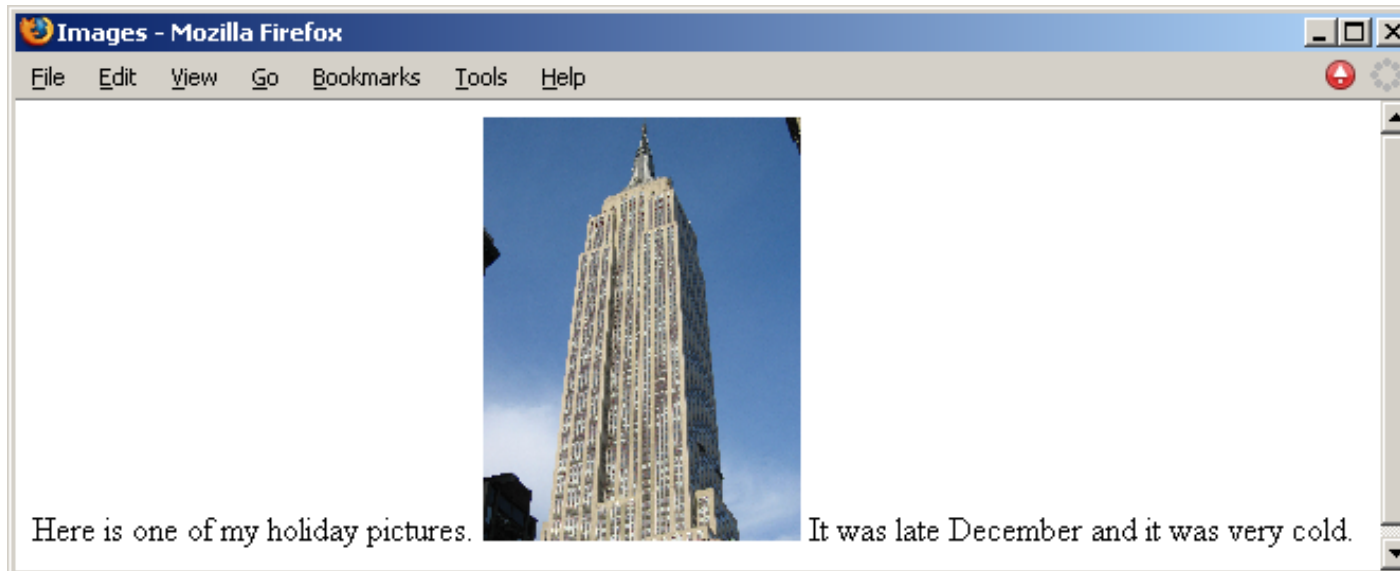 Images - Mozilla Firefox
File Edit View Go Bookmarks Tools Help
Here is one of my holiday pictures. It was late December and it was very cold.